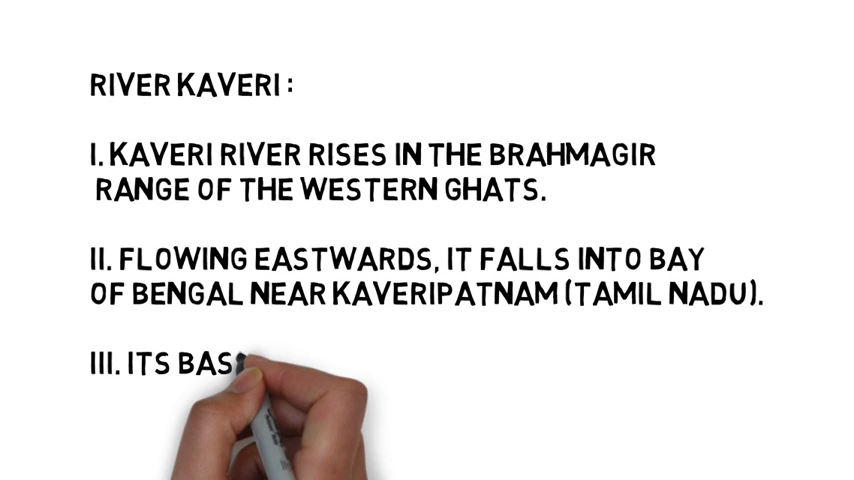 RIVER KAVERI :
I. KAVERI RIVER RISES IN THE BRAHMAGIR
RANGE OF THE WESTERN GHATS.
II. FLOWING EASTWARDS, IT FALLS INTO BAY
OF BENGAL NEAR KAVERIPATNAM (TAMIL NADU).
III. ITS BAS